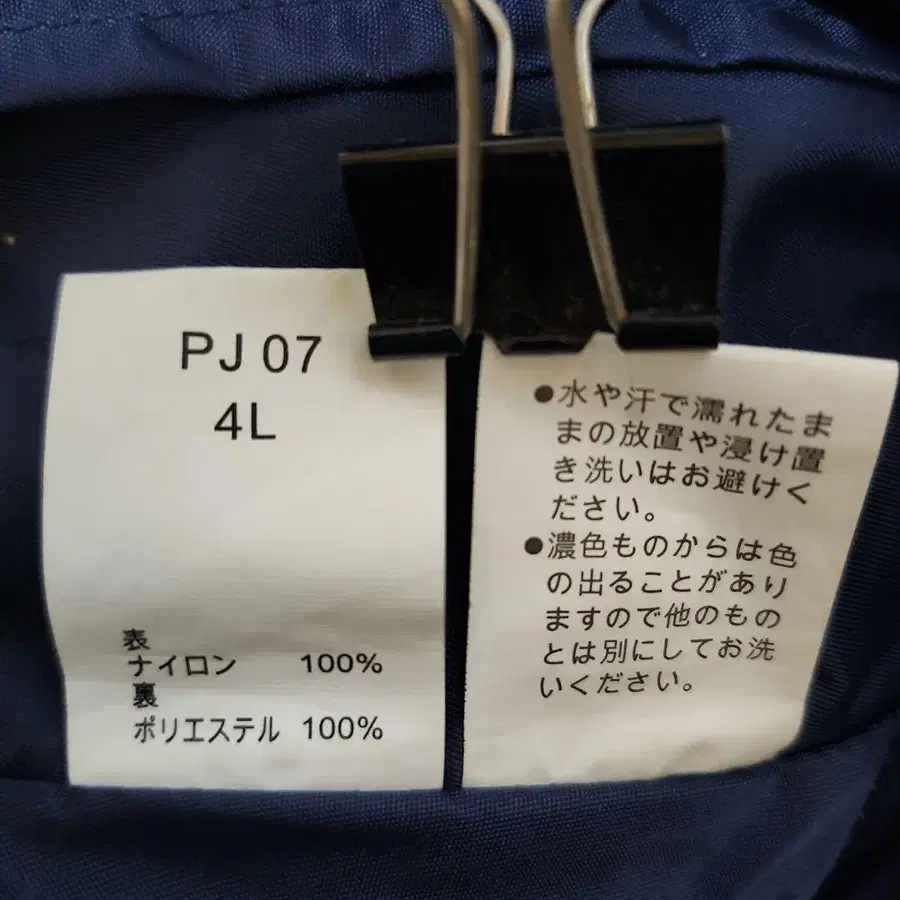 PJ 07
4L
表
ナイロン 100%
裏
ポリエステル 100%
●水や汗で濡れたま
まの放置や浸け置
き洗いはお避けく
ださい。
●濃色ものからは色
の出ることがあり
ますので他のもの
とは別にしてお洗
いください。